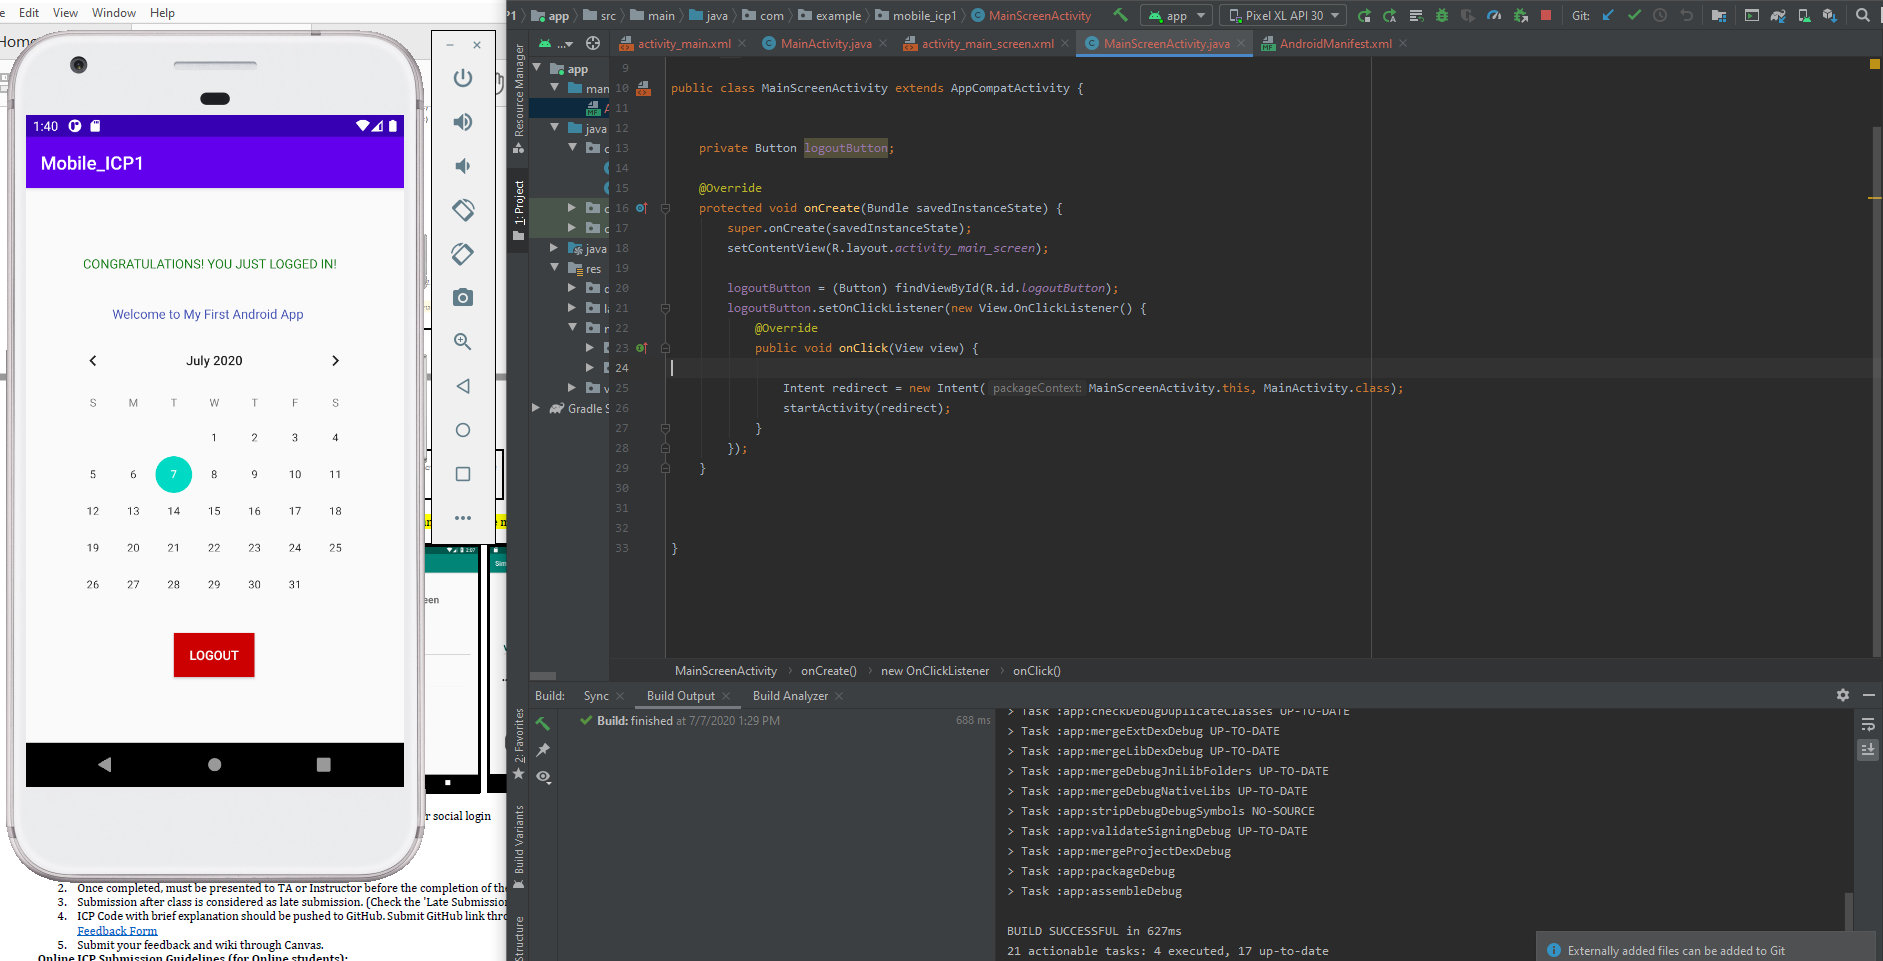 Edit View Window Help
Home
1:40
Mobile_ICP1
CONGRATULATIONS! YOU JUST LOGGED IN!
Welcome to My First Android App
July 2020
S M T W T F S
1 2 3 4
5 6 7 8 9 10 11
12 13 14 15 16 17 18
19 20 21 22 23 24 25
26 27 28 29 30 31
LOGOUT
r social login
2. Once completed, must be presented to TA or Instructor before the completion of the
3. Submission after class is considered as late submission. (Check the 'Late Submission
4. ICP Code with brief explanation should be pushed to GitHub. Submit GitHub link thro
Feedback Form
5. Submit your feedback and wiki through Canvas.
Online ICP Submission Guidelines (for Online students):
P1 app src main java com example mobile_icp1 MainScreenActivity app Pixel XL API 30 Git:
... activity_main.xml MainActivity.java activity_main_screen.xml MainScreenActivity.java AndroidManifest.xml
Resource Manager
1: Project
2: Favorites
Build Variants
Structure
app
man
java
java
res
Gradle S
9
10 public class MainScreenActivity extends AppCompatActivity {
11
12
13 private Button logoutButton;
14
15 @Override
16 protected void onCreate(Bundle savedInstanceState) {
17 super.onCreate(savedInstanceState);
18 setContentView(R.layout.activity_main_screen);
19
20 logoutButton = (Button) findViewById(R.id.logoutButton);
21 logoutButton.setOnClickListener(new View.OnClickListener() {
22 @Override
23 public void onClick(View view) {
24
25 Intent redirect = new Intent( packageContext: MainScreenActivity.this, MainActivity.class);
26 startActivity(redirect);
27 }
28 });
29 }
30
31
32
33 }
MainScreenActivity onCreate() new OnClickListener onClick()
Build: Sync Build Output Build Analyzer
Build: finished at 7/7/2020 1:29 PM 688 ms
> Task :app:checkDebugDuplicateClasses UP-TO-DATE
> Task :app:mergeExtDexDebug UP-TO-DATE
> Task :app:mergeLibDexDebug UP-TO-DATE
> Task :app:mergeDebugJniLibFolders UP-TO-DATE
> Task :app:mergeDebugNativeLibs UP-TO-DATE
> Task :app:stripDebugDebugSymbols NO-SOURCE
> Task :app:validateSigningDebug UP-TO-DATE
> Task :app:mergeProjectDexDebug
> Task :app:packageDebug
> Task :app:assembleDebug
BUILD SUCCESSFUL in 627ms
21 actionable tasks: 4 executed, 17 up-to-date
Externally added files can be added to Git